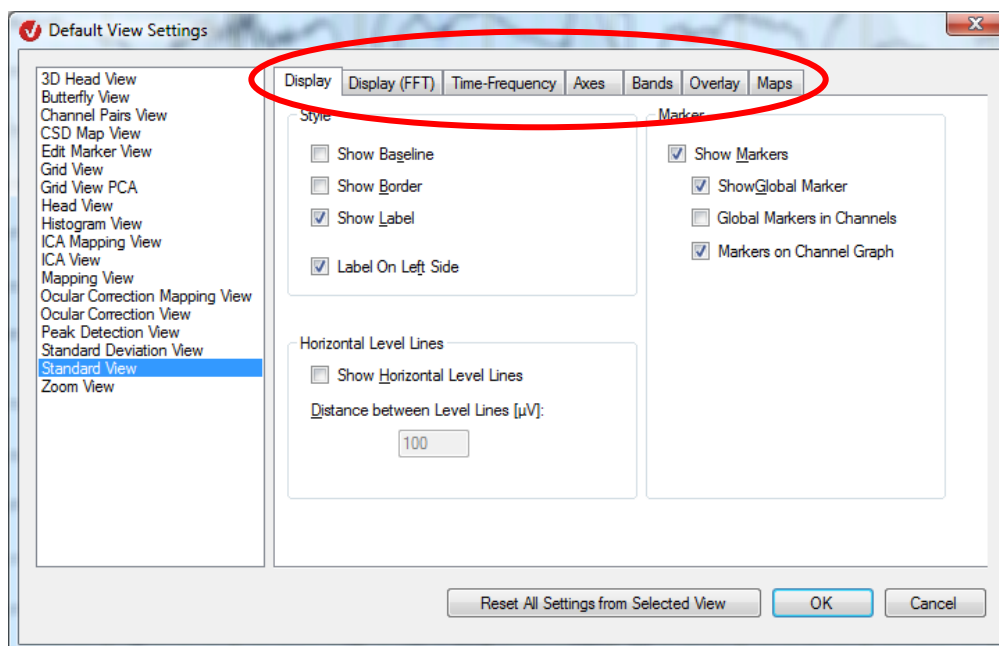 Default View Settings
3D Head View
Butterfly View
Channel Pairs View
CSD Map View
Edit Marker View
Grid View
Grid View PCA
Head View
Histogram View
ICA Mapping View
ICA View
Mapping View
Ocular Correction Mapping View
Ocular Correction View
Peak Detection View
Standard Deviation View
Standard View
Zoom View
Display Display (FFT) Time-Frequency Axes Bands Overlay Maps
Style
Show Baseline
Show Border
Show Label
Label On Left Side
Horizontal Level Lines
Show Horizontal Level Lines
Distance between Level Lines [µV]:
100
Marker
Show Markers
ShowGlobal Marker
Global Markers in Channels
Markers on Channel Graph
Reset All Settings from Selected View OK Cancel